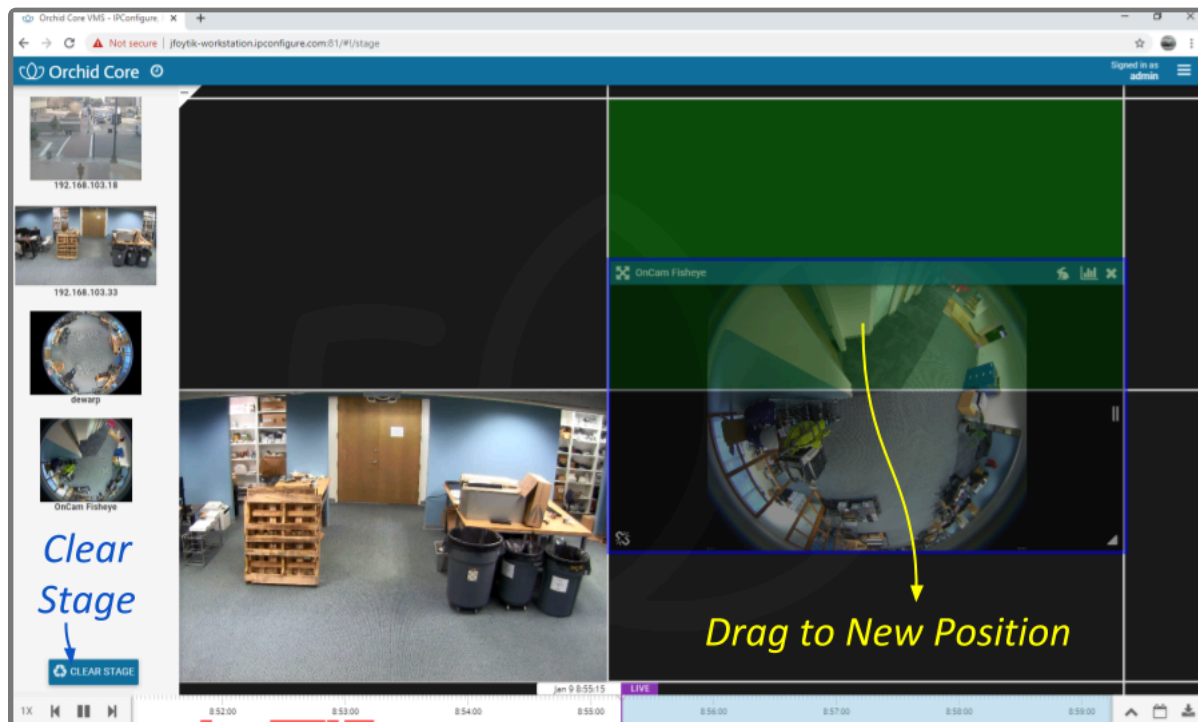 Orchid Core VMS - IPConfigure,
Not secure | jfoytik-workstation.ipconfigure.com:81/#!/stage
Orchid Core
Signed in as
admin
192.168.103.18
192.168.103.33
dewarp
OnCam Fisheye
OnCam Fisheye
Clear
Stage
CLEAR STAGE
Drag to New Position
Jan 9 8:55:15
LIVE
1X
8:52:00
8:53:00
8:54:00
8:55:00
8:56:00
8:57:00
8:58:00
8:59:00